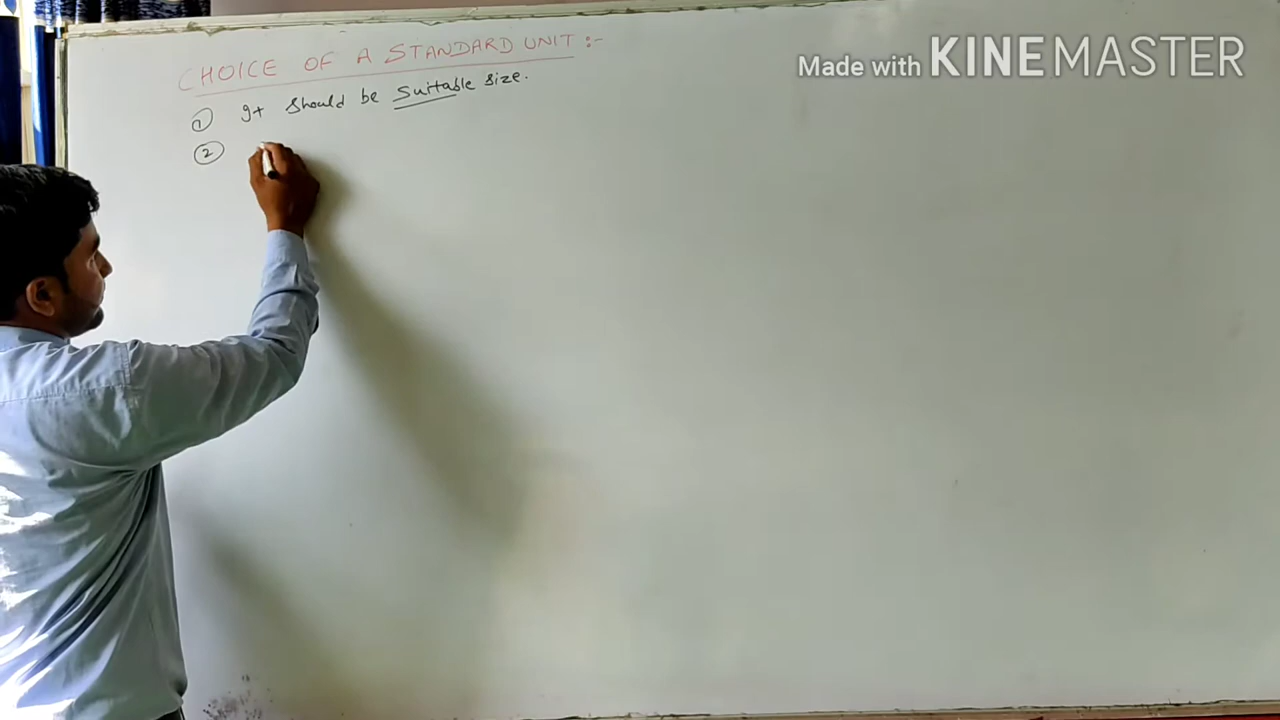 Made with KINEMASTER
CHOICE OF A STANDARD UNIT :-
① It should be suitable size.
②